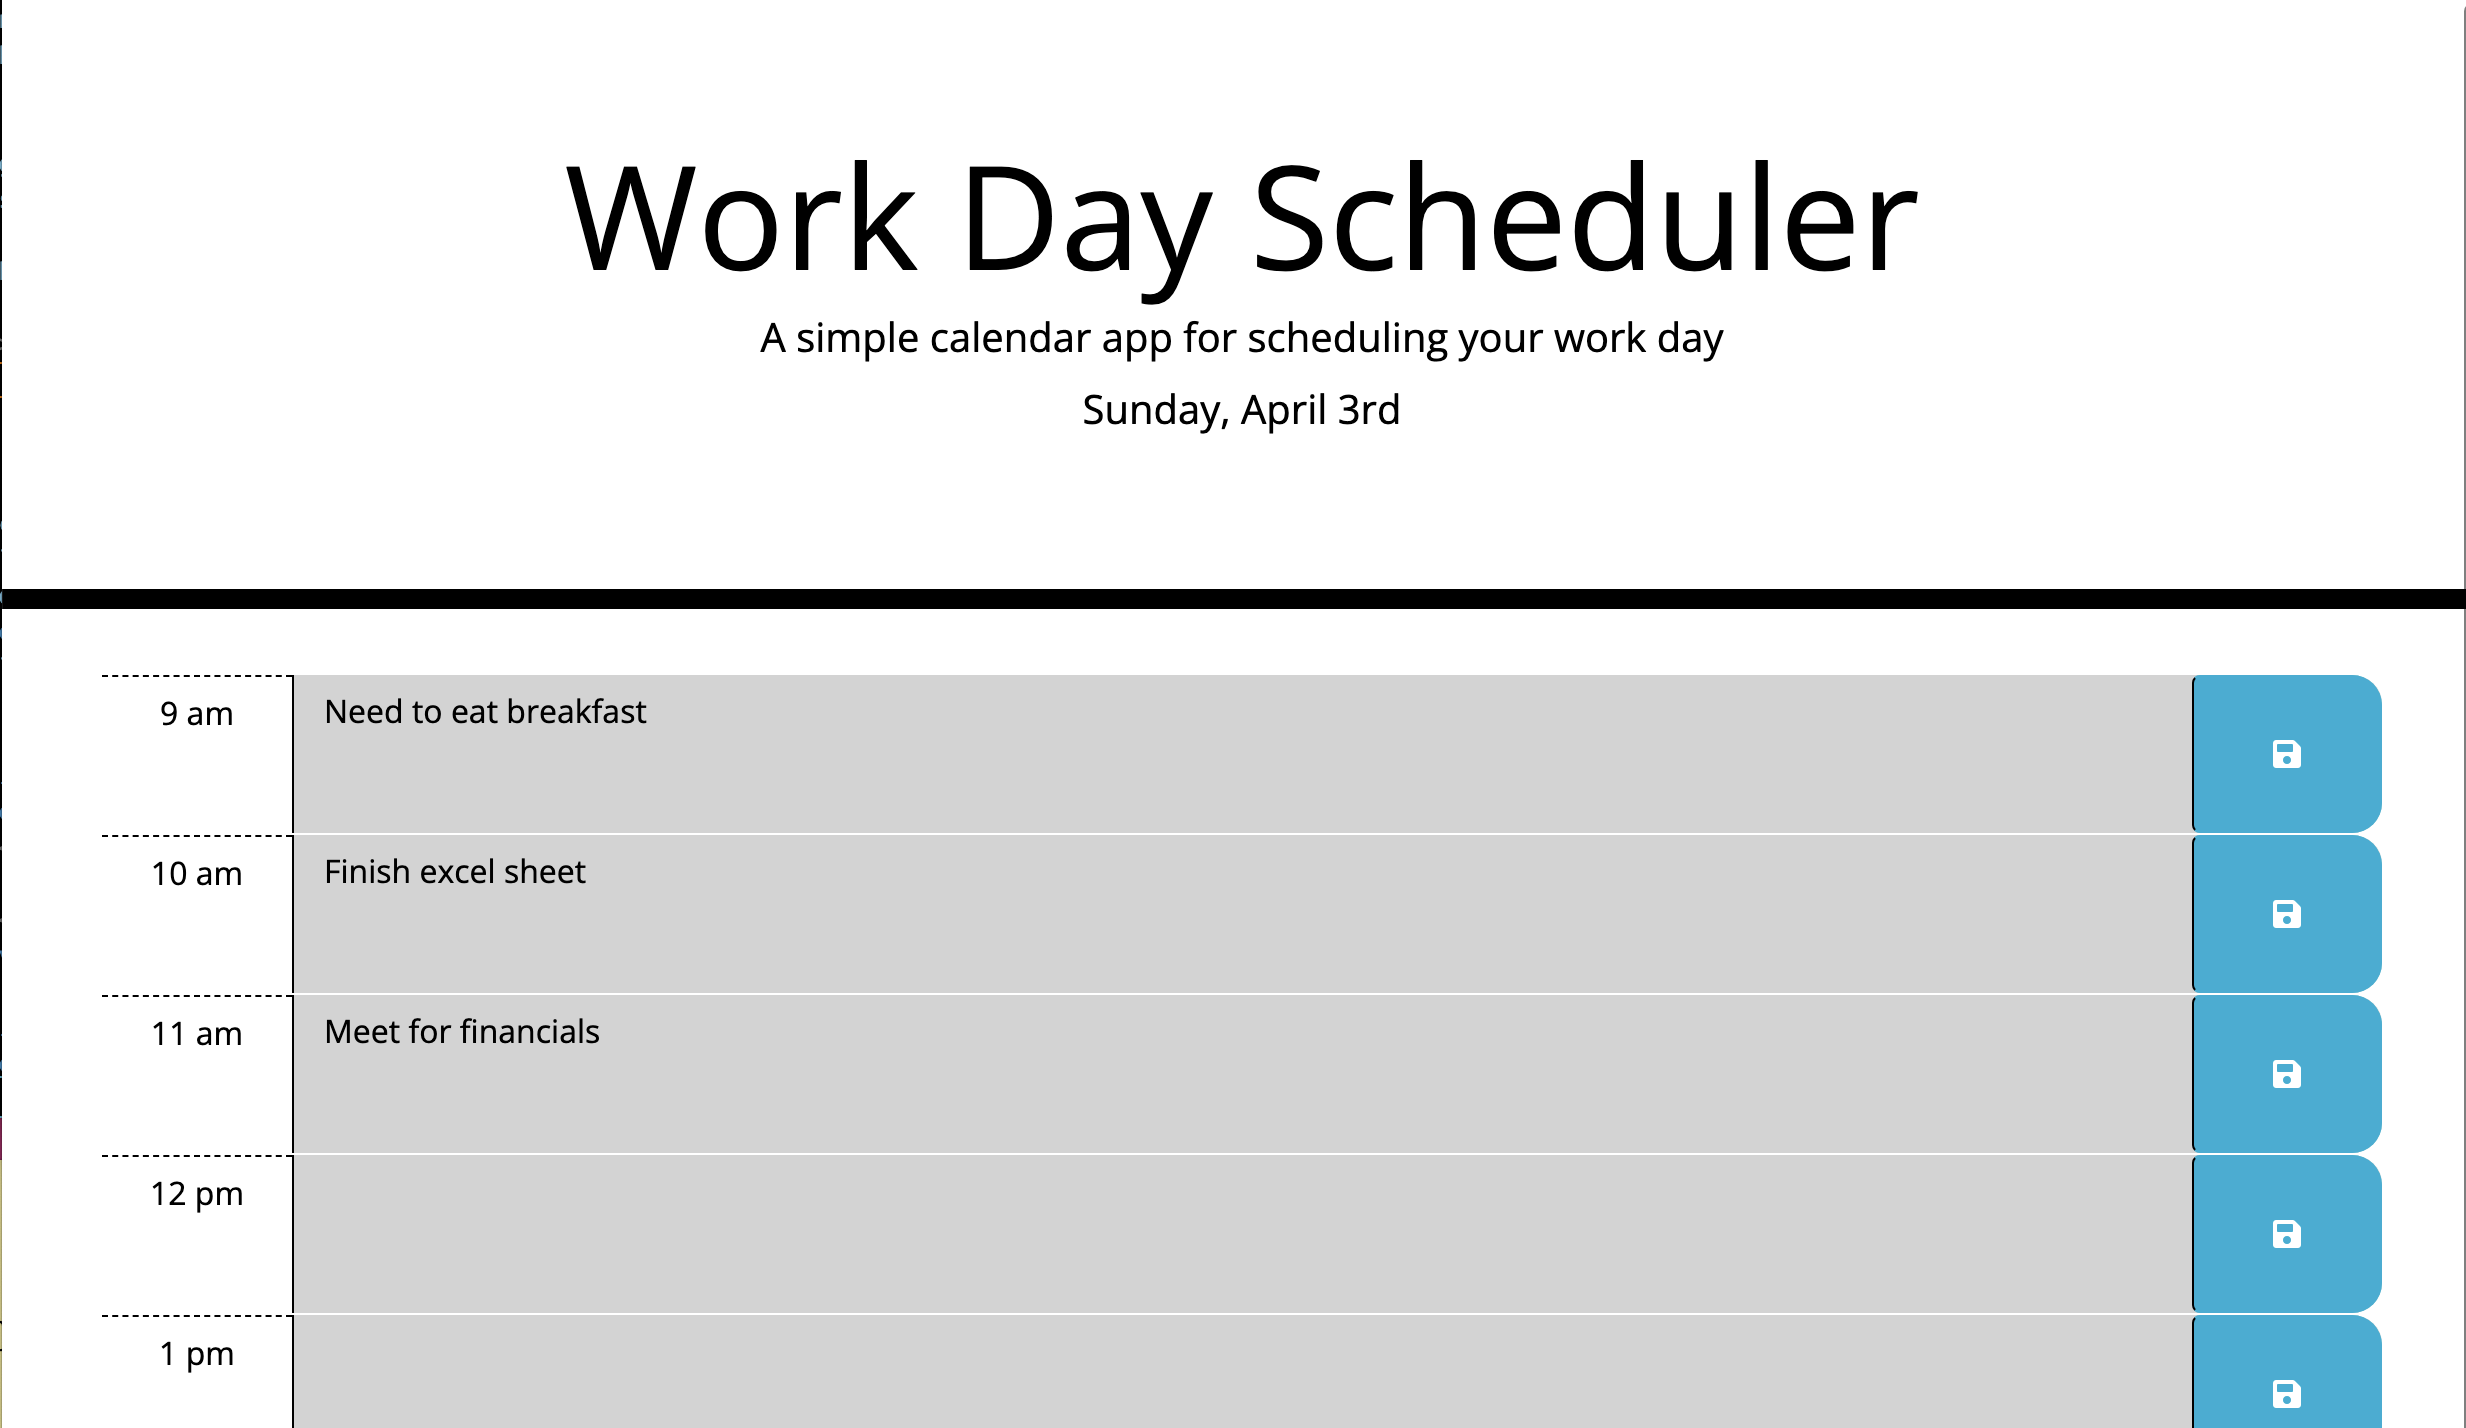 Work Day Scheduler
A simple calendar app for scheduling your work day
Sunday, April 3rd
9 am Need to eat breakfast
10 am Finish excel sheet
11 am Meet for financials
12 pm
1 pm